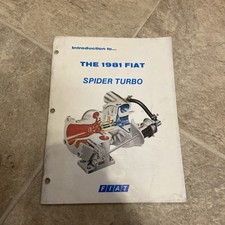 Introduction to...
THE 1981 FIAT
SPIDER TURBO
FIAT